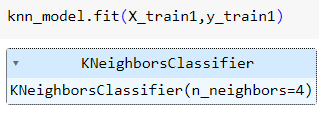 knn_model.fit(X_train1,y_train1)
▾ KNeighborsClassifier
KNeighborsClassifier(n_neighbors=4)